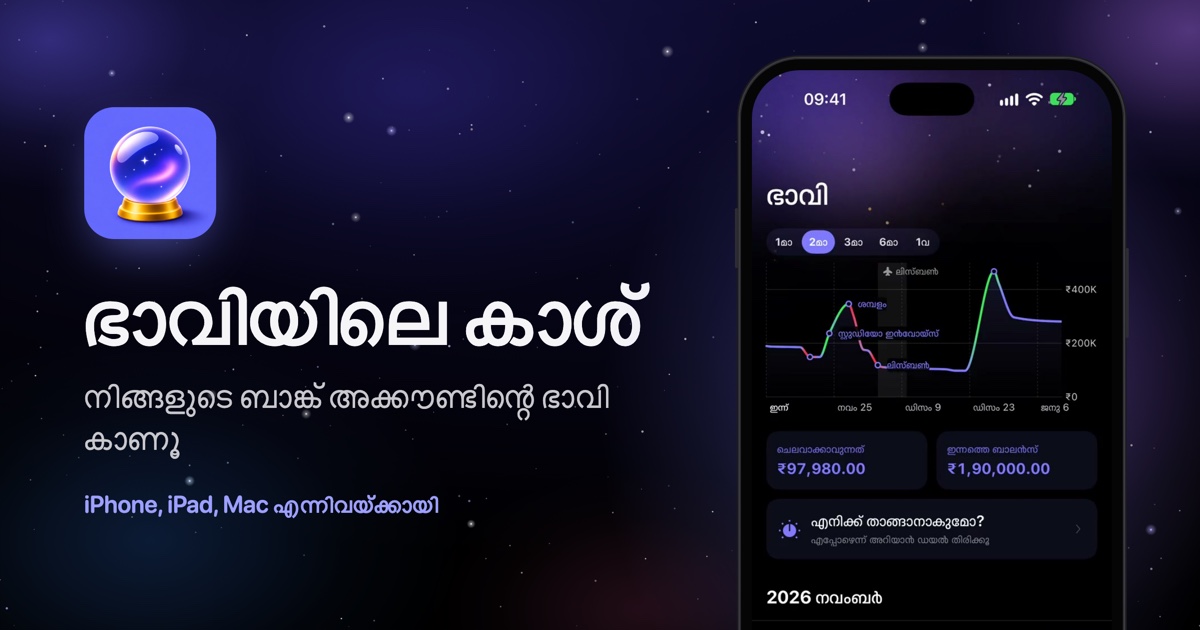 ഭാവിയിലെ കാശ്
നിങ്ങളുടെ ബാങ്ക് അക്കൗണ്ടിന്റെ ഭാവി
കാണൂ
iPhone, iPad, Mac എന്നിവയ്ക്കായി
09:41
ഭാവി
1മാ 2മാ 3മാ 6മാ 1വ
ലിസ്ബൺ
ശമ്പളം
സ്റ്റുഡിയോ ഇൻവോയ്സ്
ലിസ്ബൺ
₹400K
₹200K
₹0
ഇന്ന് നവം 25 ഡിസം 9 ഡിസം 23 ജനു 6
ചെലവാക്കാവുന്നത്
₹97,980.00
ഇന്നത്തെ ബാലൻസ്
₹1,90,000.00
എനിക്ക് താങ്ങാനാകുമോ?
എപ്പോഴെന്ന് അറിയാൻ ഡയൽ തിരിക്കൂ
2026 നവംബർ